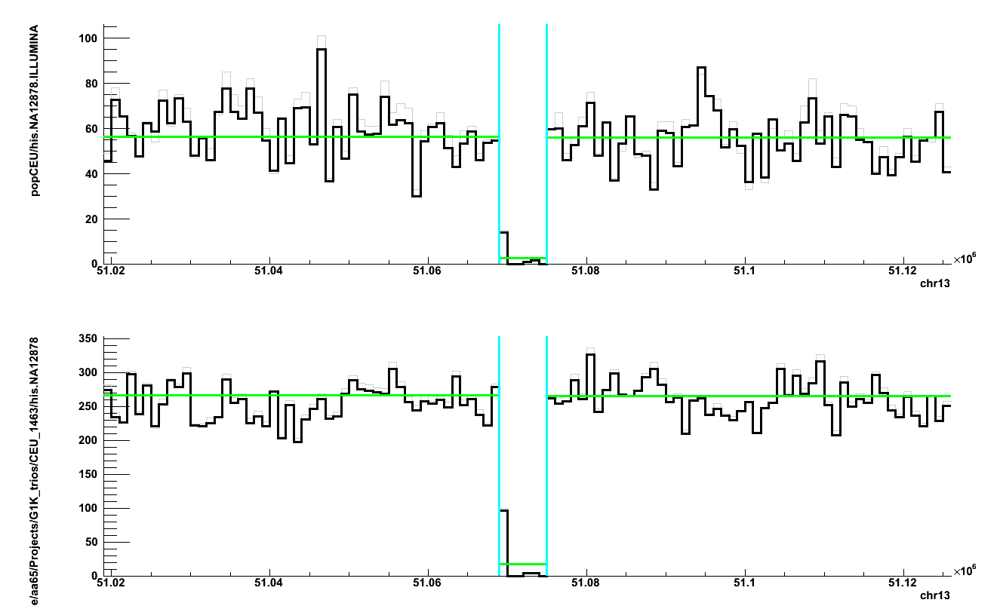 popCEU/his.NA12878.ILLUMINA
100
80
60
40
20
0
51.02 51.04 51.06 51.08 51.1 51.12 ×10⁶
chr13
e/aa65/Projects/G1K_trios/CEU_1463/his.NA12878
350
300
250
200
150
100
50
0
51.02 51.04 51.06 51.08 51.1 51.12 ×10⁶
chr13